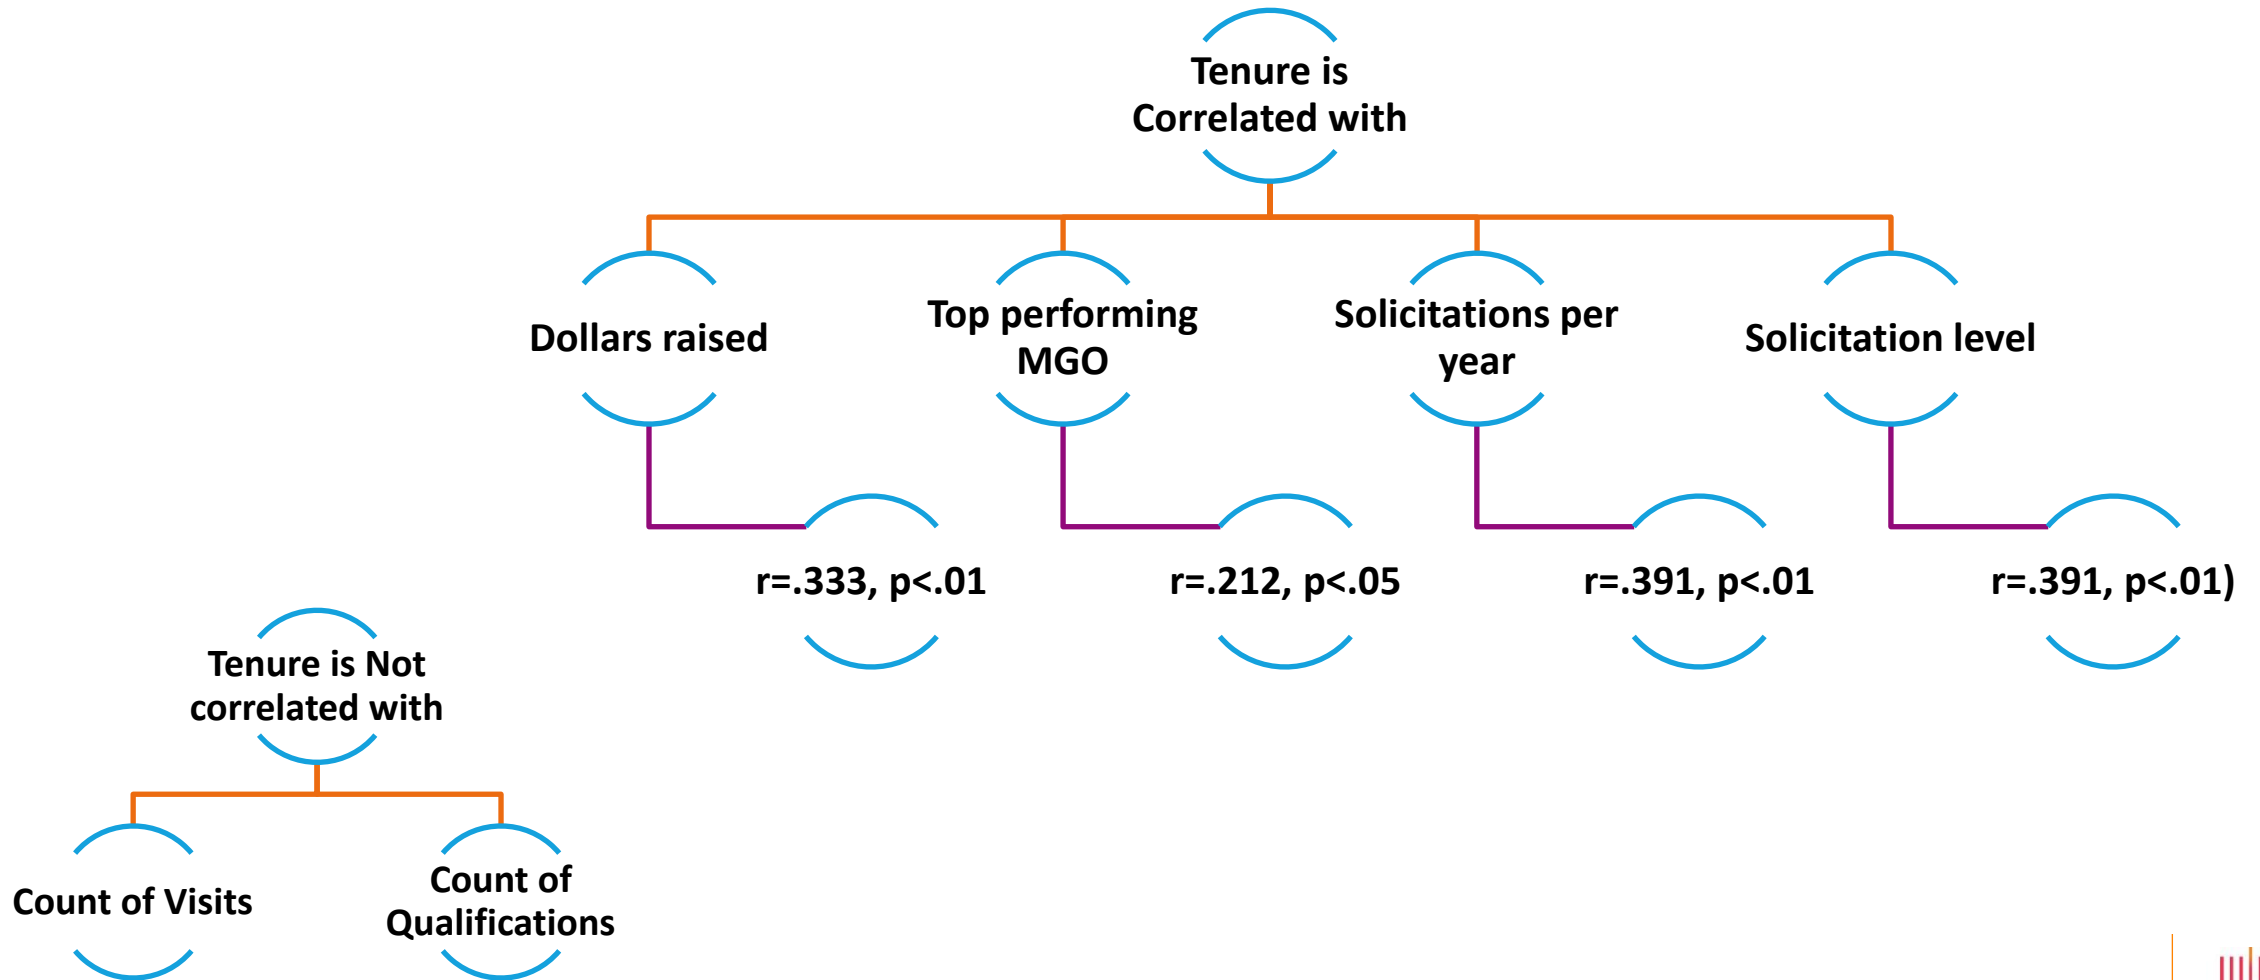 Tenure is
Correlated with
Dollars raised
Top performing
MGO
Solicitations per
year
Solicitation level
r=.333, p<.01
r=.212, p<.05
r=.391, p<.01
r=.391, p<.01)
Tenure is Not
correlated with
Count of Visits
Count of
Qualifications